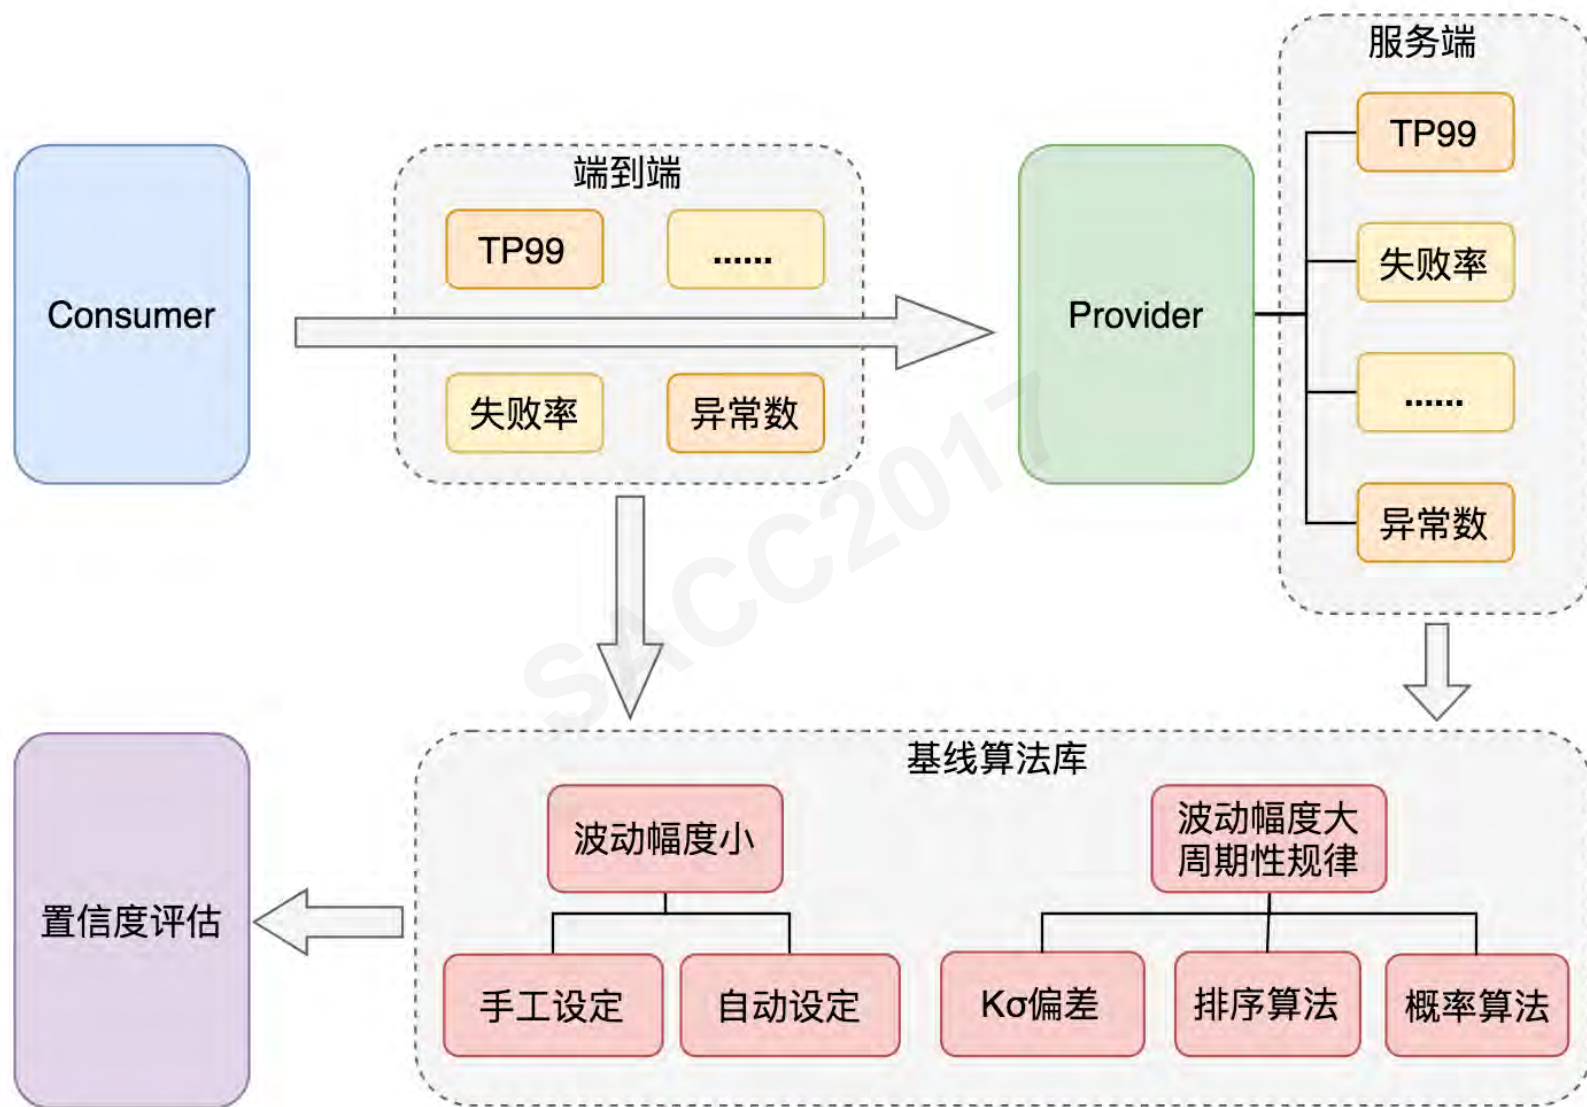 服务端
TP99
失败率
......
异常数
端到端
TP99
......
失败率
异常数
Consumer
Provider
SACC2017
基线算法库
波动幅度小
手工设定
自动设定
波动幅度大
周期性规律
Kσ偏差
排序算法
概率算法
置信度评估